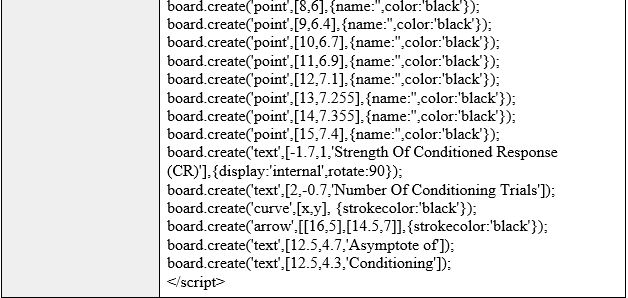 board.create('point',[8,6],{name:'',color:'black'});
board.create('point',[9,6.4],{name:'',color:'black'});
board.create('point',[10,6.7],{name:'',color:'black'});
board.create('point',[11,6.9],{name:'',color:'black'});
board.create('point',[12,7.1],{name:'',color:'black'});
board.create('point',[13,7.255],{name:'',color:'black'});
board.create('point',[14,7.355],{name:'',color:'black'});
board.create('point',[15,7.4],{name:'',color:'black'});
board.create('text',[-1.7,1,'Strength Of Conditioned Response
(CR)'],{display:'internal',rotate:90});
board.create('text',[2,-0.7,'Number Of Conditioning Trials']);
board.create('curve',[x,y], {strokecolor:'black'});
board.create('arrow',[[16,5],[14.5,7]],{strokecolor:'black'});
board.create('text',[12.5,4.7,'Asymptote of']);
board.create('text',[12.5,4.3,'Conditioning']);
</script>